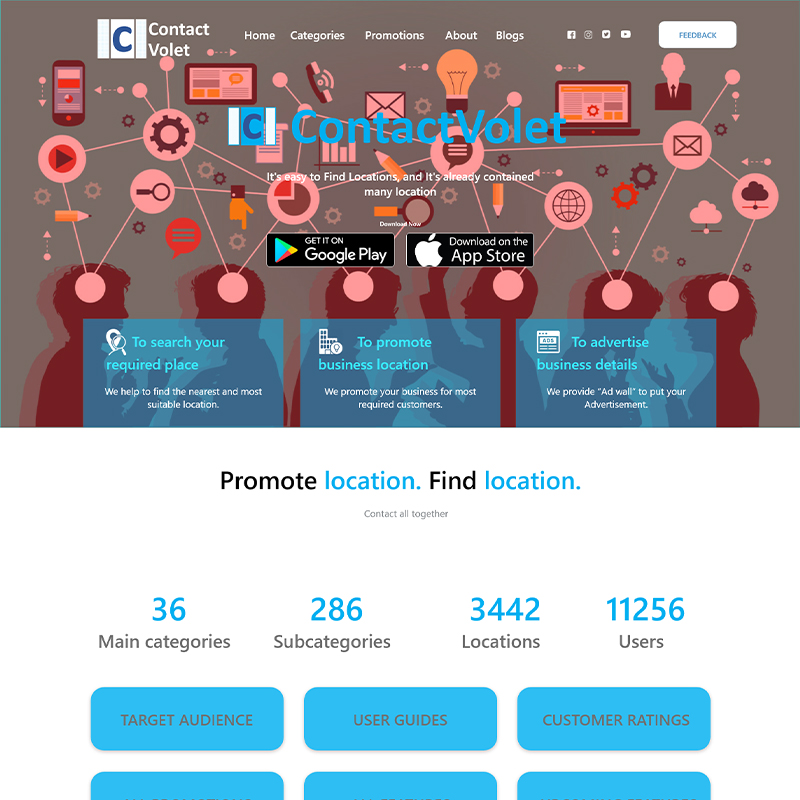 Contact
Volet
Home Categories Promotions About Blogs
FEEDBACK
ContactVolet
It's easy to Find Locations, and It's already contained
many location
Download Now
GET IT ON
Google Play
Download on the
App Store
To search your
required place
We help to find the nearest and most
suitable location.
To promote
business location
We promote your business for most
required customers.
ADS
To advertise
business details
We provide “Ad wall” to put your
Advertisement.
Promote location. Find location.
Contact all together
36 286 3442 11256
Main categories Subcategories Locations Users
TARGET AUDIENCE USER GUIDES CUSTOMER RATINGS